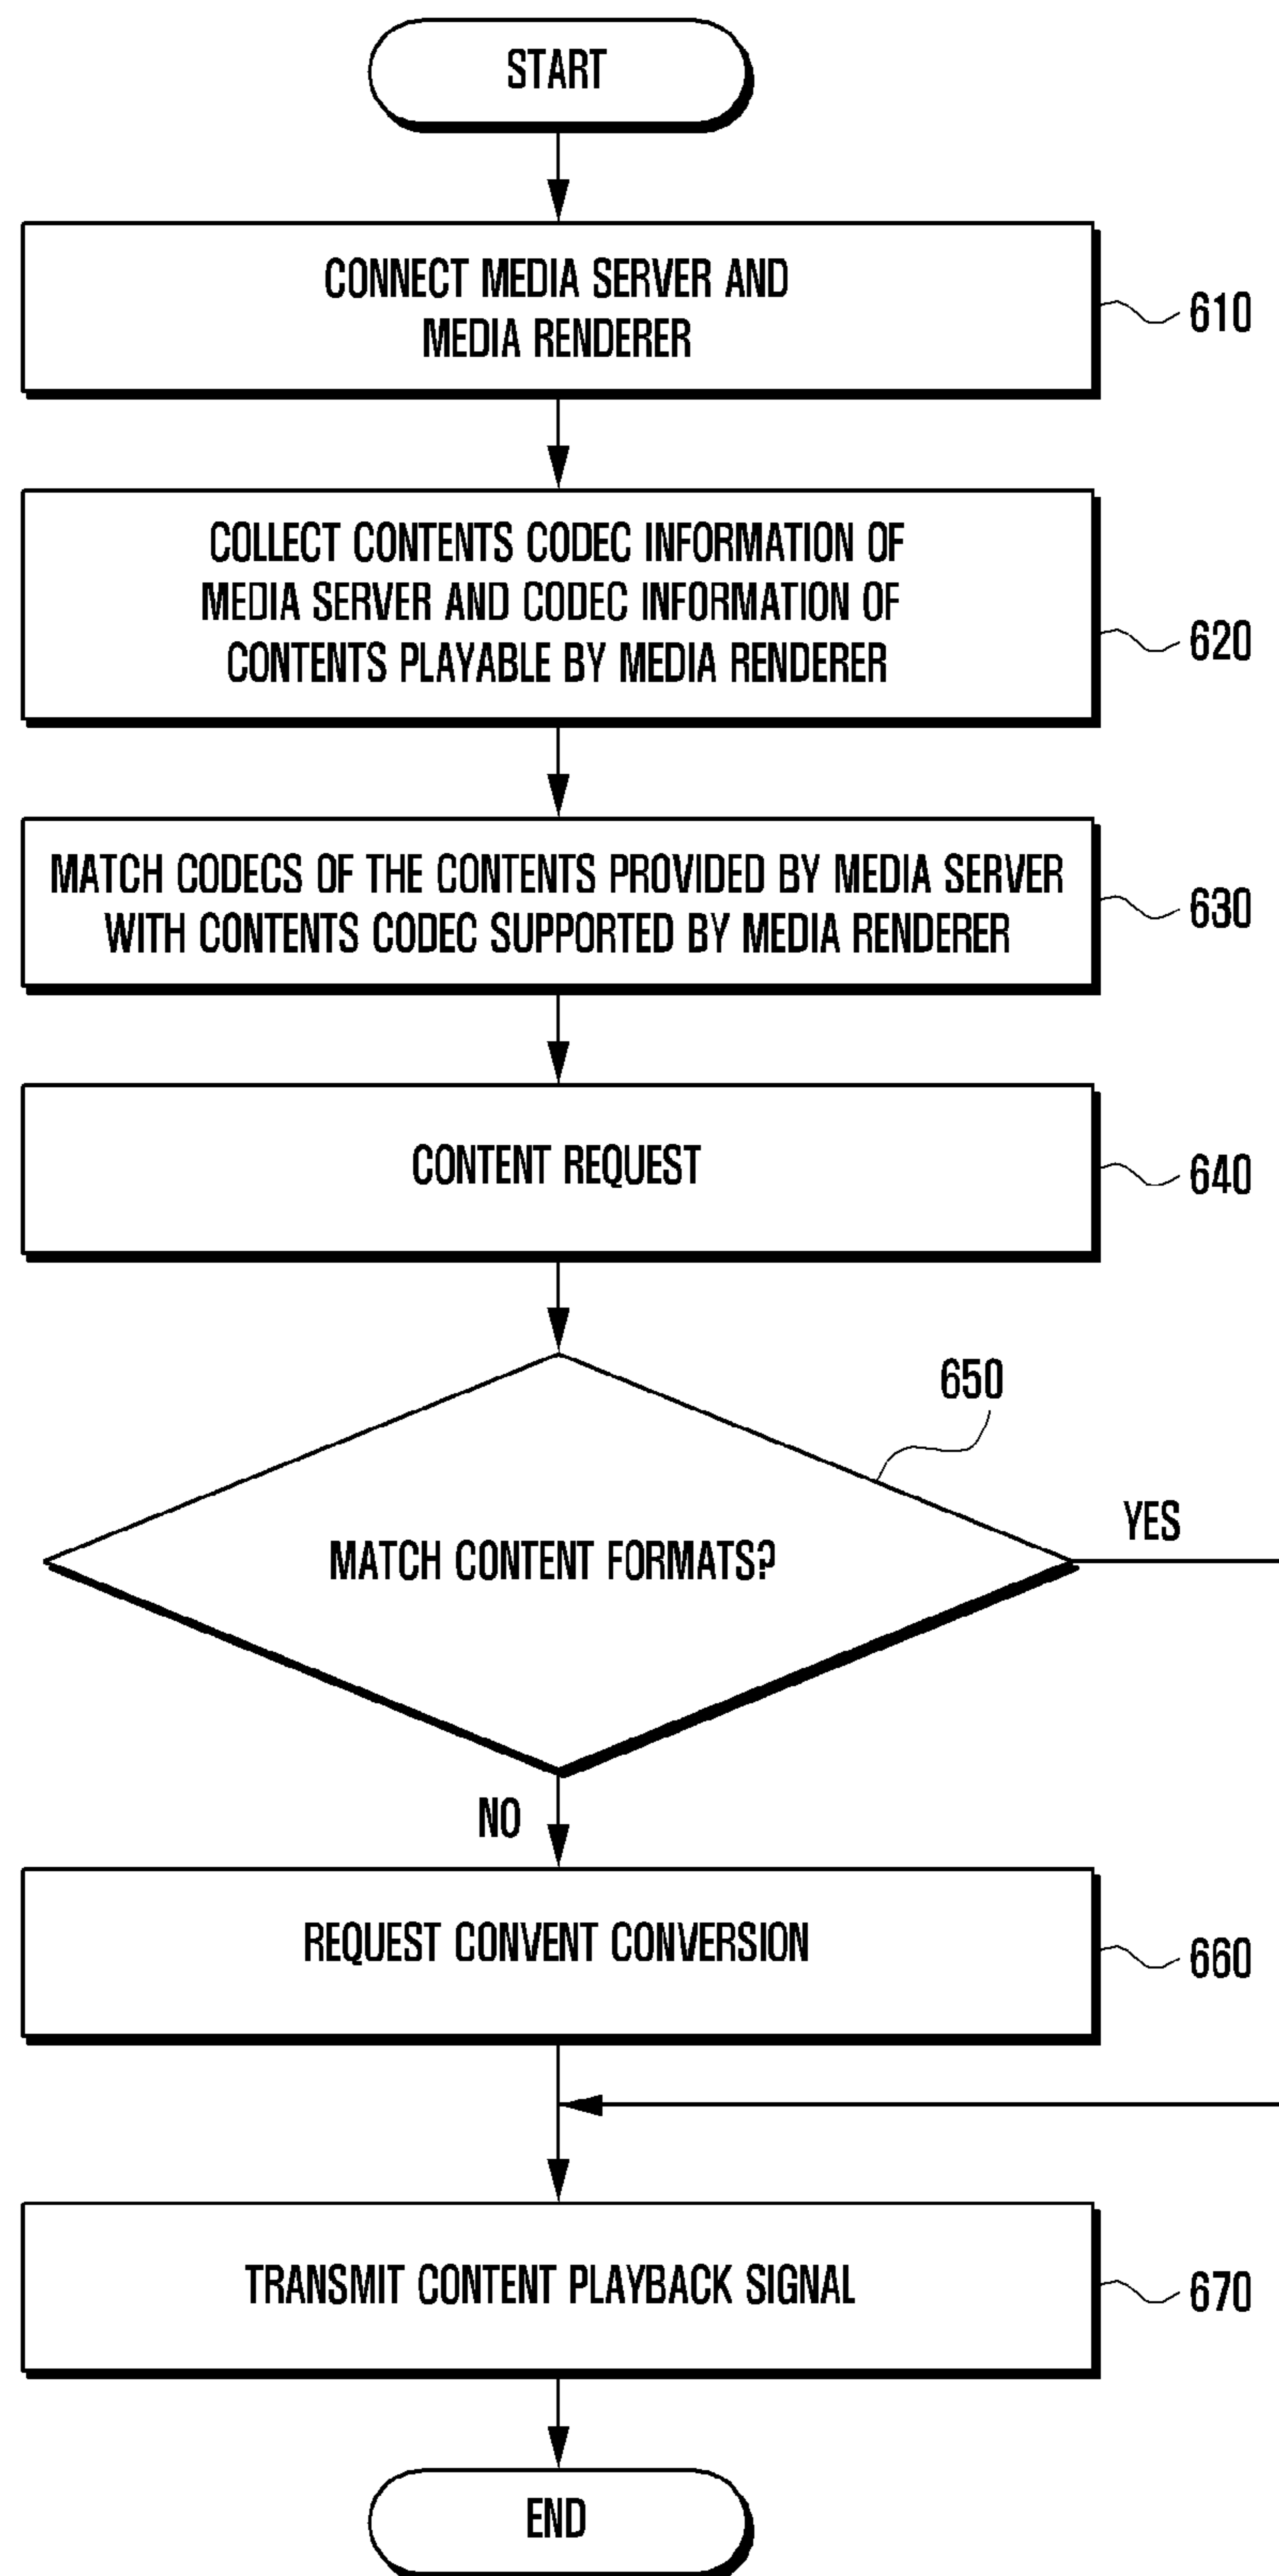 START
CONNECT MEDIA SERVER AND
MEDIA RENDERER
610
COLLECT CONTENTS CODEC INFORMATION OF
MEDIA SERVER AND CODEC INFORMATION OF
CONTENTS PLAYABLE BY MEDIA RENDERER
620
MATCH CODECS OF THE CONTENTS PROVIDED BY MEDIA SERVER
WITH CONTENTS CODEC SUPPORTED BY MEDIA RENDERER
630
CONTENT REQUEST
640
650
MATCH CONTENT FORMATS?
YES
NO
REQUEST CONVENT CONVERSION
660
TRANSMIT CONTENT PLAYBACK SIGNAL
670
END